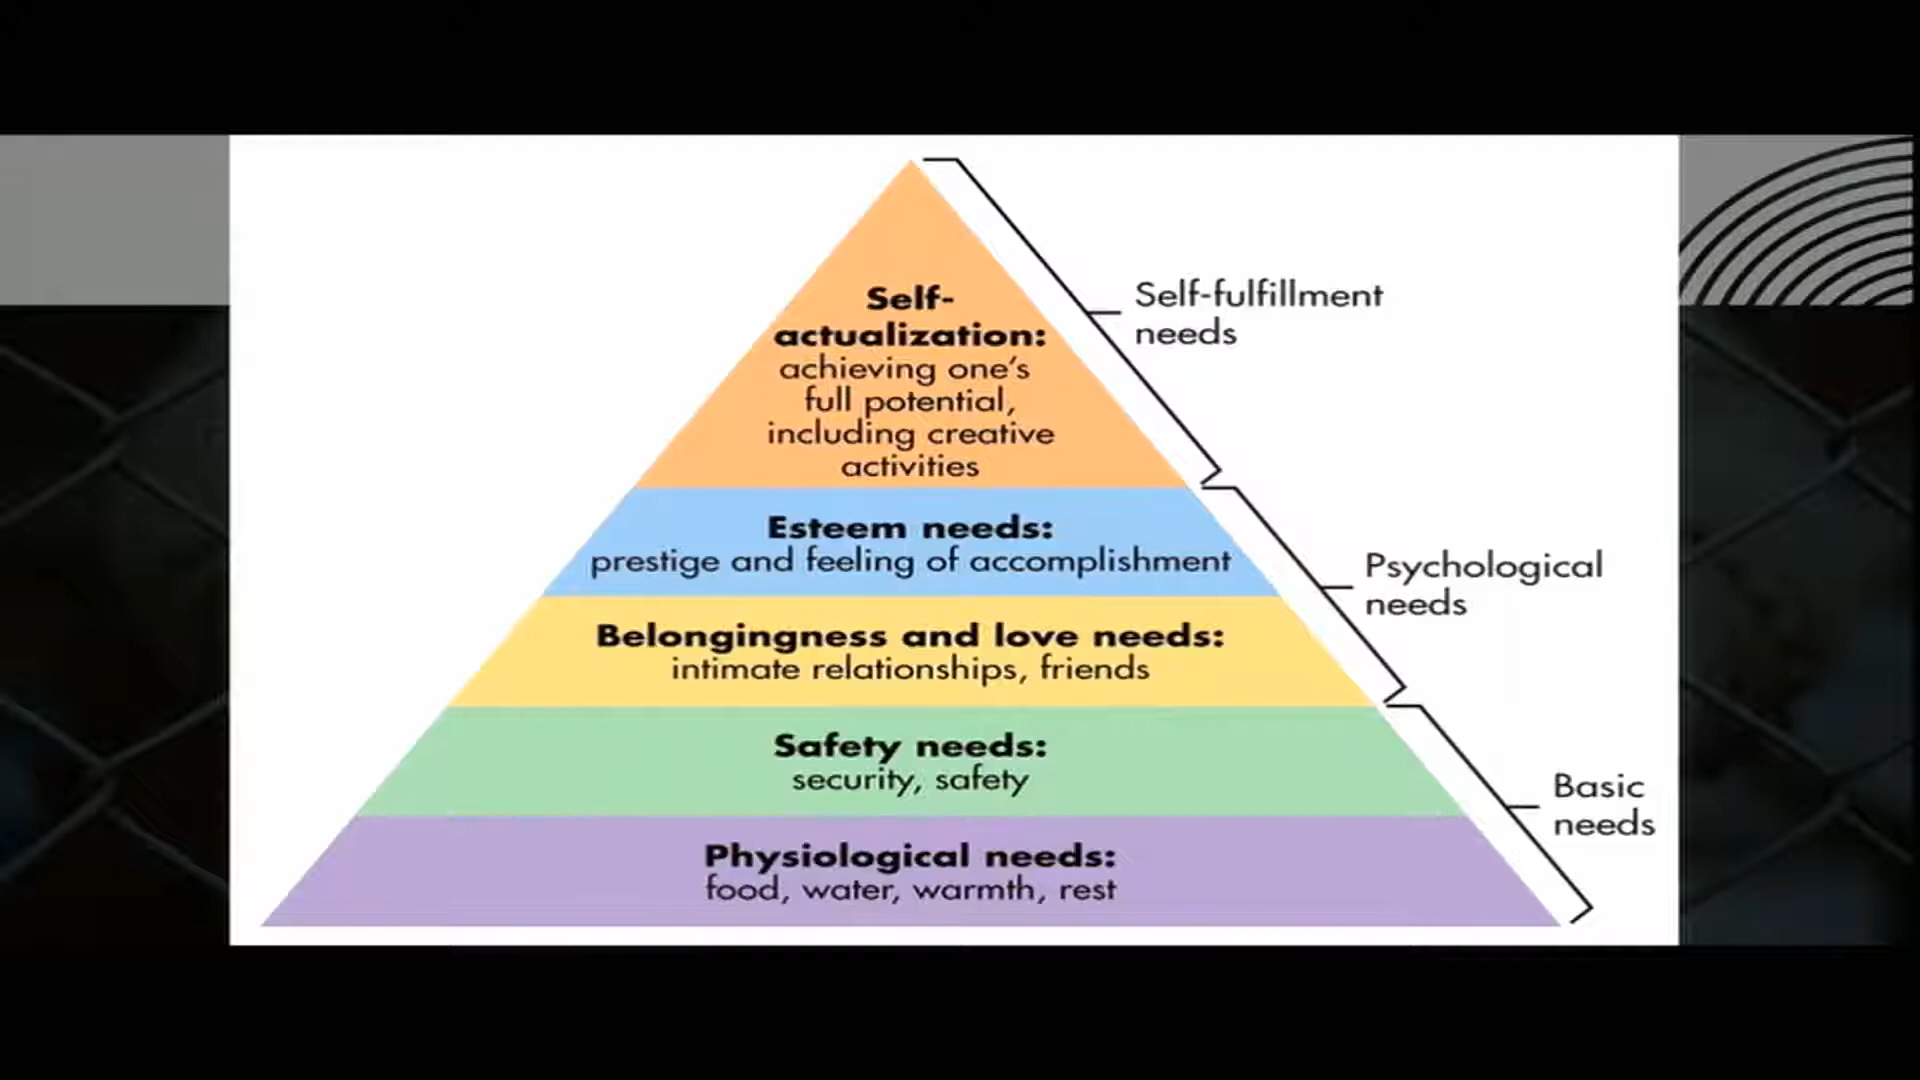 Self-
actualization:
achieving one's
full potential,
including creative
activities
Self-fulfillment
needs
Esteem needs:
prestige and feeling of accomplishment
Belongingness and love needs:
intimate relationships, friends
Psychological
needs
Safety needs:
security, safety
Physiological needs:
food, water, warmth, rest
Basic
needs